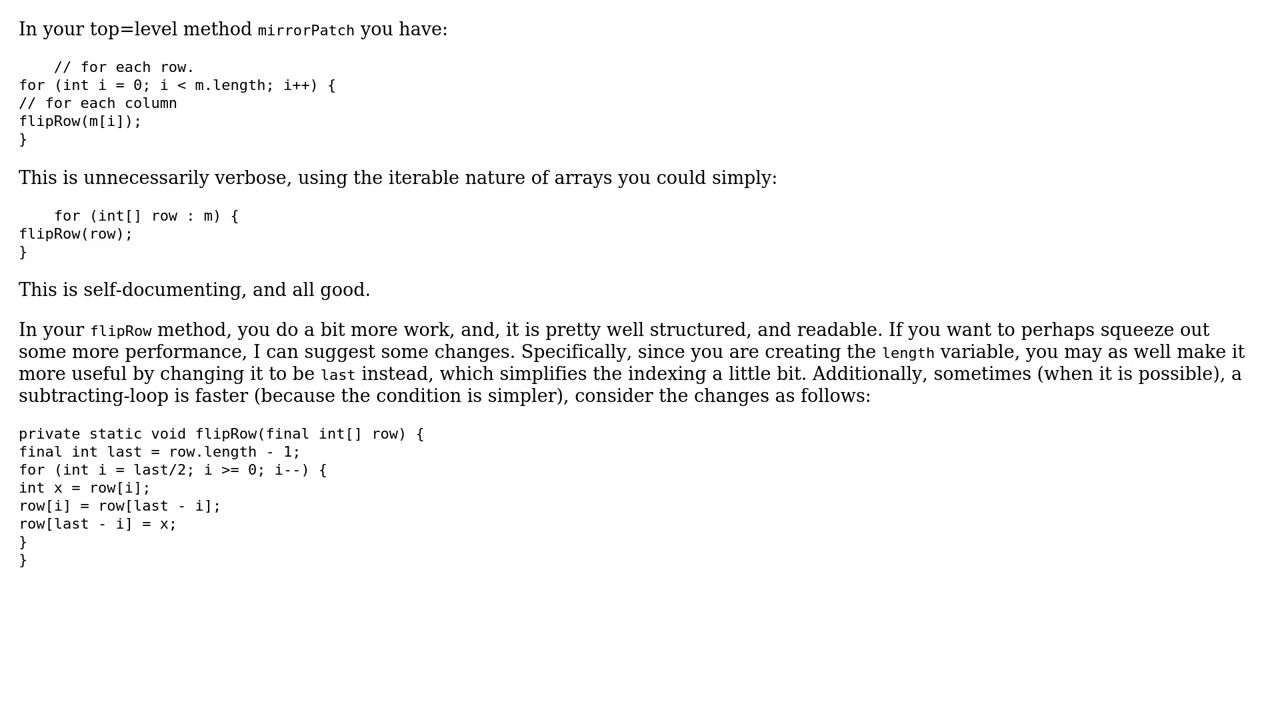 In your top=level method mirrorPatch you have:
// for each row.
for (int i = 0; i < m.length; i++) {
// for each column
flipRow(m[i]);
}
This is unnecessarily verbose, using the iterable nature of arrays you could simply:
for (int[] row : m) {
flipRow(row);
}
This is self-documenting, and all good.
In your flipRow method, you do a bit more work, and, it is pretty well structured, and readable. If you want to perhaps squeeze out
some more performance, I can suggest some changes. Specifically, since you are creating the length variable, you may as well make it
more useful by changing it to be last instead, which simplifies the indexing a little bit. Additionally, sometimes (when it is possible), a
subtracting-loop is faster (because the condition is simpler), consider the changes as follows:
private static void flipRow(final int[] row) {
final int last = row.length - 1;
for (int i = last/2; i >= 0; i--) {
int x = row[i];
row[i] = row[last - i];
row[last - i] = x;
}
}